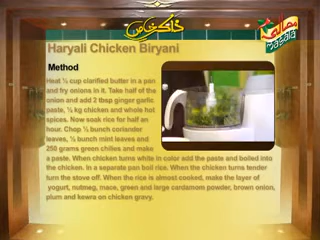 Haryali Chicken Biryani
masala
Method
Heat ½ cup clarified butter in a pan
and fry onions in it. Take half of the
onion and add 2 tbsp ginger garlic
paste, ½ kg chicken and whole hot
spices. Now soak rice for half an
hour. Chop ½ bunch coriander
leaves, ½ bunch mint leaves and
250 grams green chilies and make
a paste. When chicken turns white in color add the paste and boiled into
the chicken. In a separate pan boil rice. When the chicken turns tender
turn the stove off. When the rice is almost cooked, make the layer of
yogurt, nutmeg, mace, green and large cardamom powder, brown onion,
plum and kewra on chicken gravy.